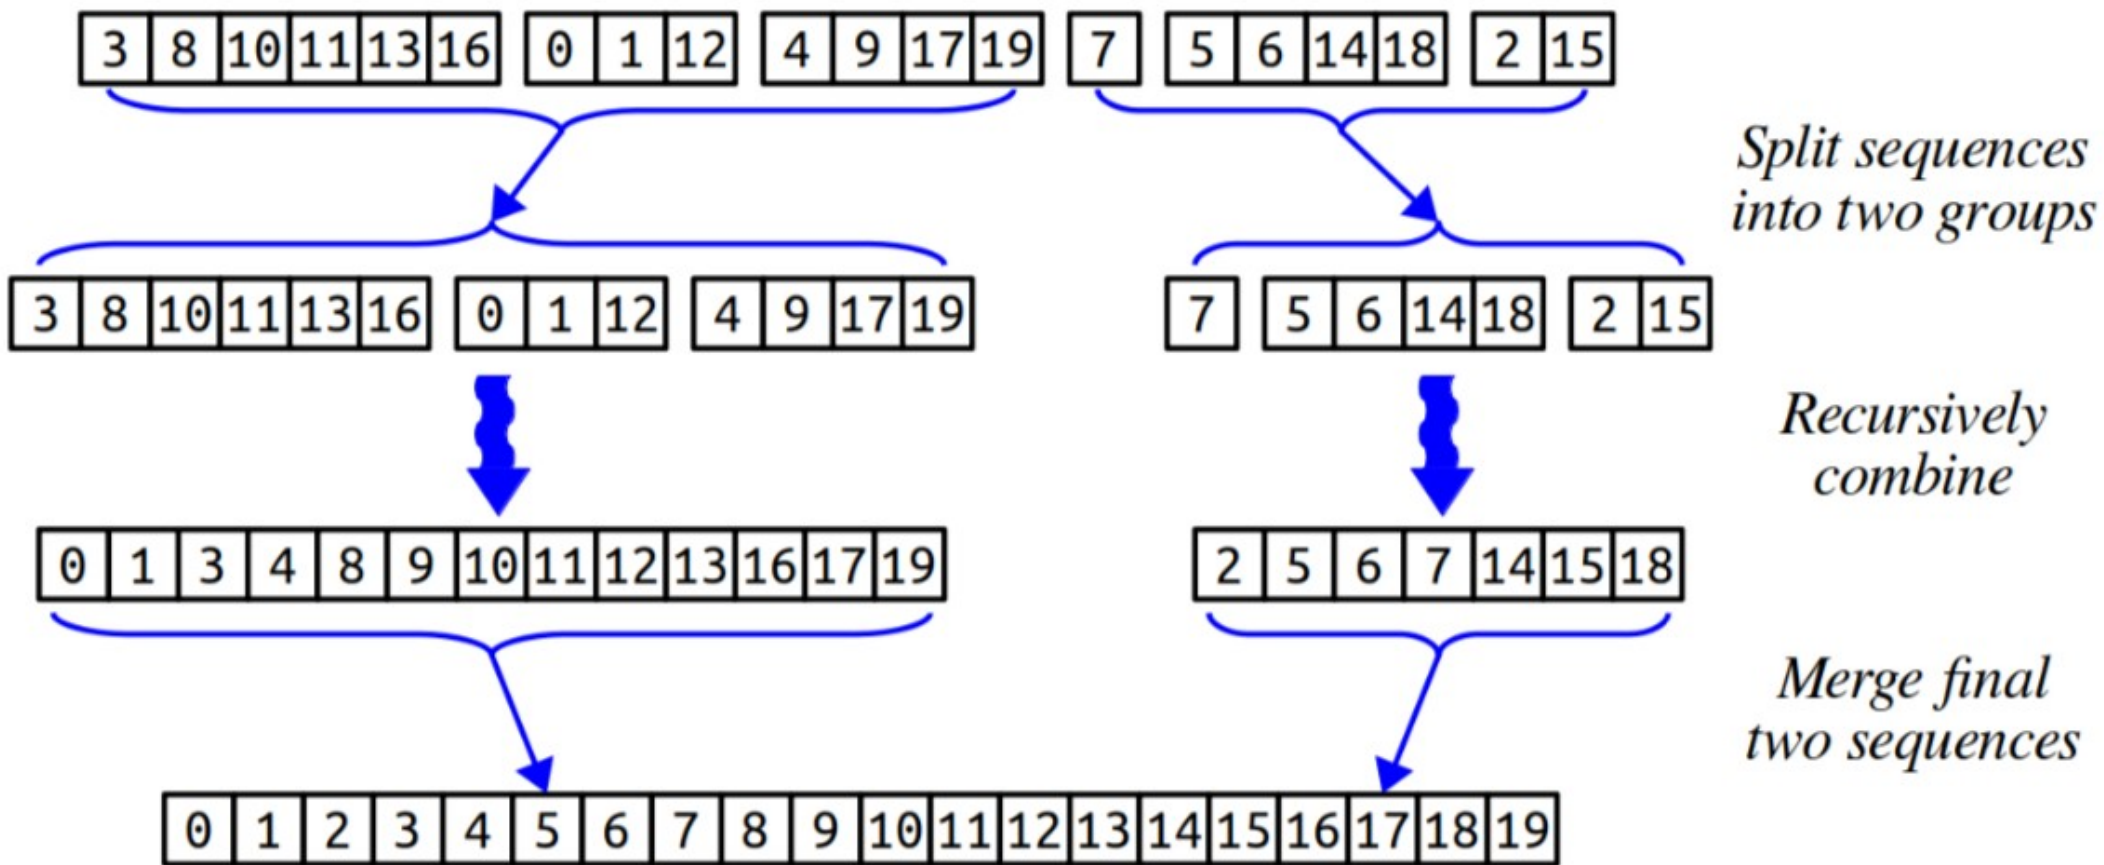 3 8 10 11 13 16 0 1 12 4 9 17 19 7 5 6 14 18 2 15
Split sequences
into two groups
3 8 10 11 13 16 0 1 12 4 9 17 19 7 5 6 14 18 2 15
Recursively
combine
0 1 3 4 8 9 10 11 12 13 16 17 19 2 5 6 7 14 15 18
Merge final
two sequences
0 1 2 3 4 5 6 7 8 9 10 11 12 13 14 15 16 17 18 19